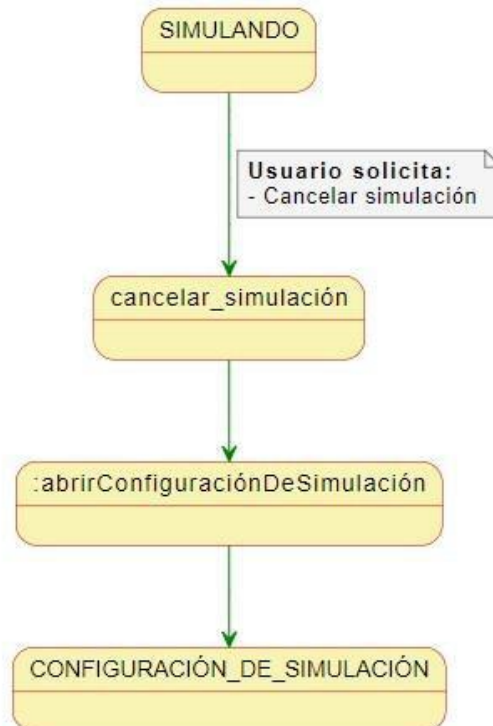 SIMULANDO
Usuario solicita:
- Cancelar simulación
cancelar_simulación
:abrirConfiguraciónDeSimulación
CONFIGURACIÓN_DE_SIMULACIÓN